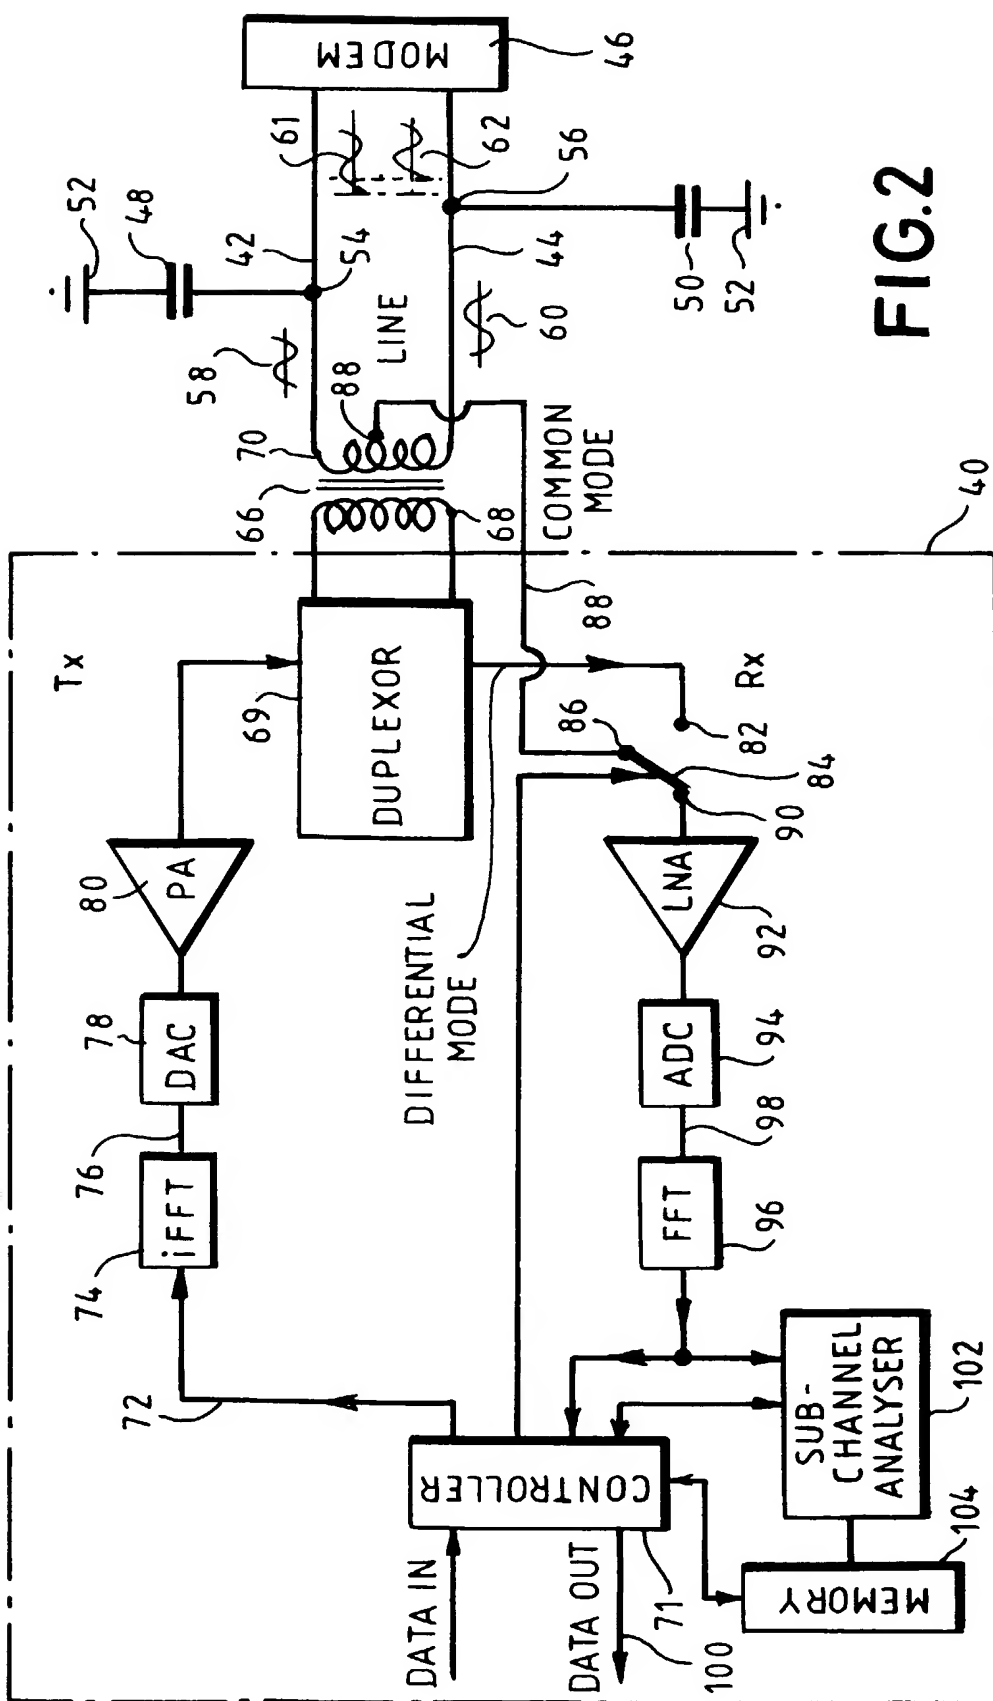 FIG.2
MODEM
46
61
62
52
48
42
54
56
44
50
52
LINE
58
60
88
70
66
68
COMMON
MODE
40
88
Tx
69
DUPLEXOR
Rx
86
82
84
90
80
PA
LNA
92
DIFFERENTIAL
MODE
78
DAC
ADC
94
76
98
74
iFFT
FFT
96
72
CONTROLLER
71
SUB-
CHANNEL
ANALYSER
102
MEMORY
104
DATA IN
DATA OUT
100